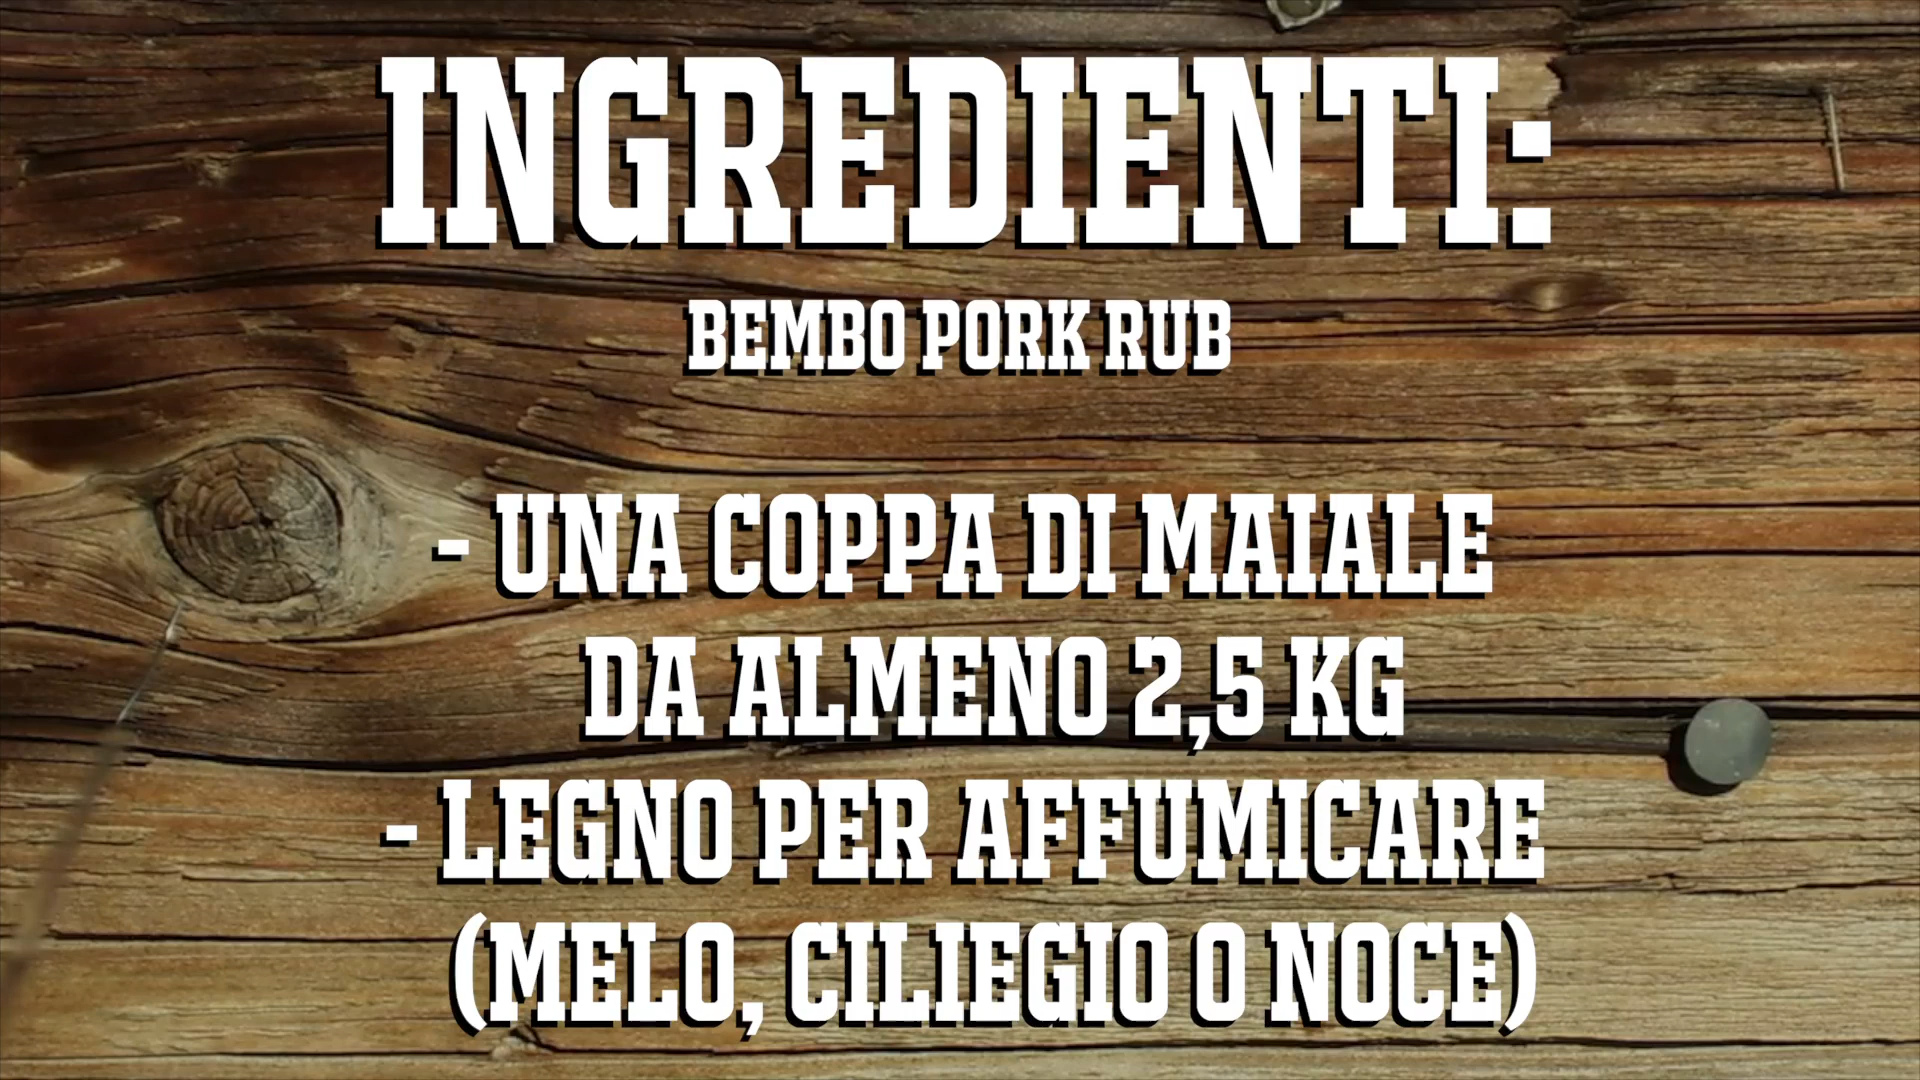 INGREDIENTI:
BEMBO PORK RUB
- UNA COPPA DI MAIALE
DA ALMENO 2,5 KG
- LEGNO PER AFFUMICARE
(MELO, CILIEGIO O NOCE)